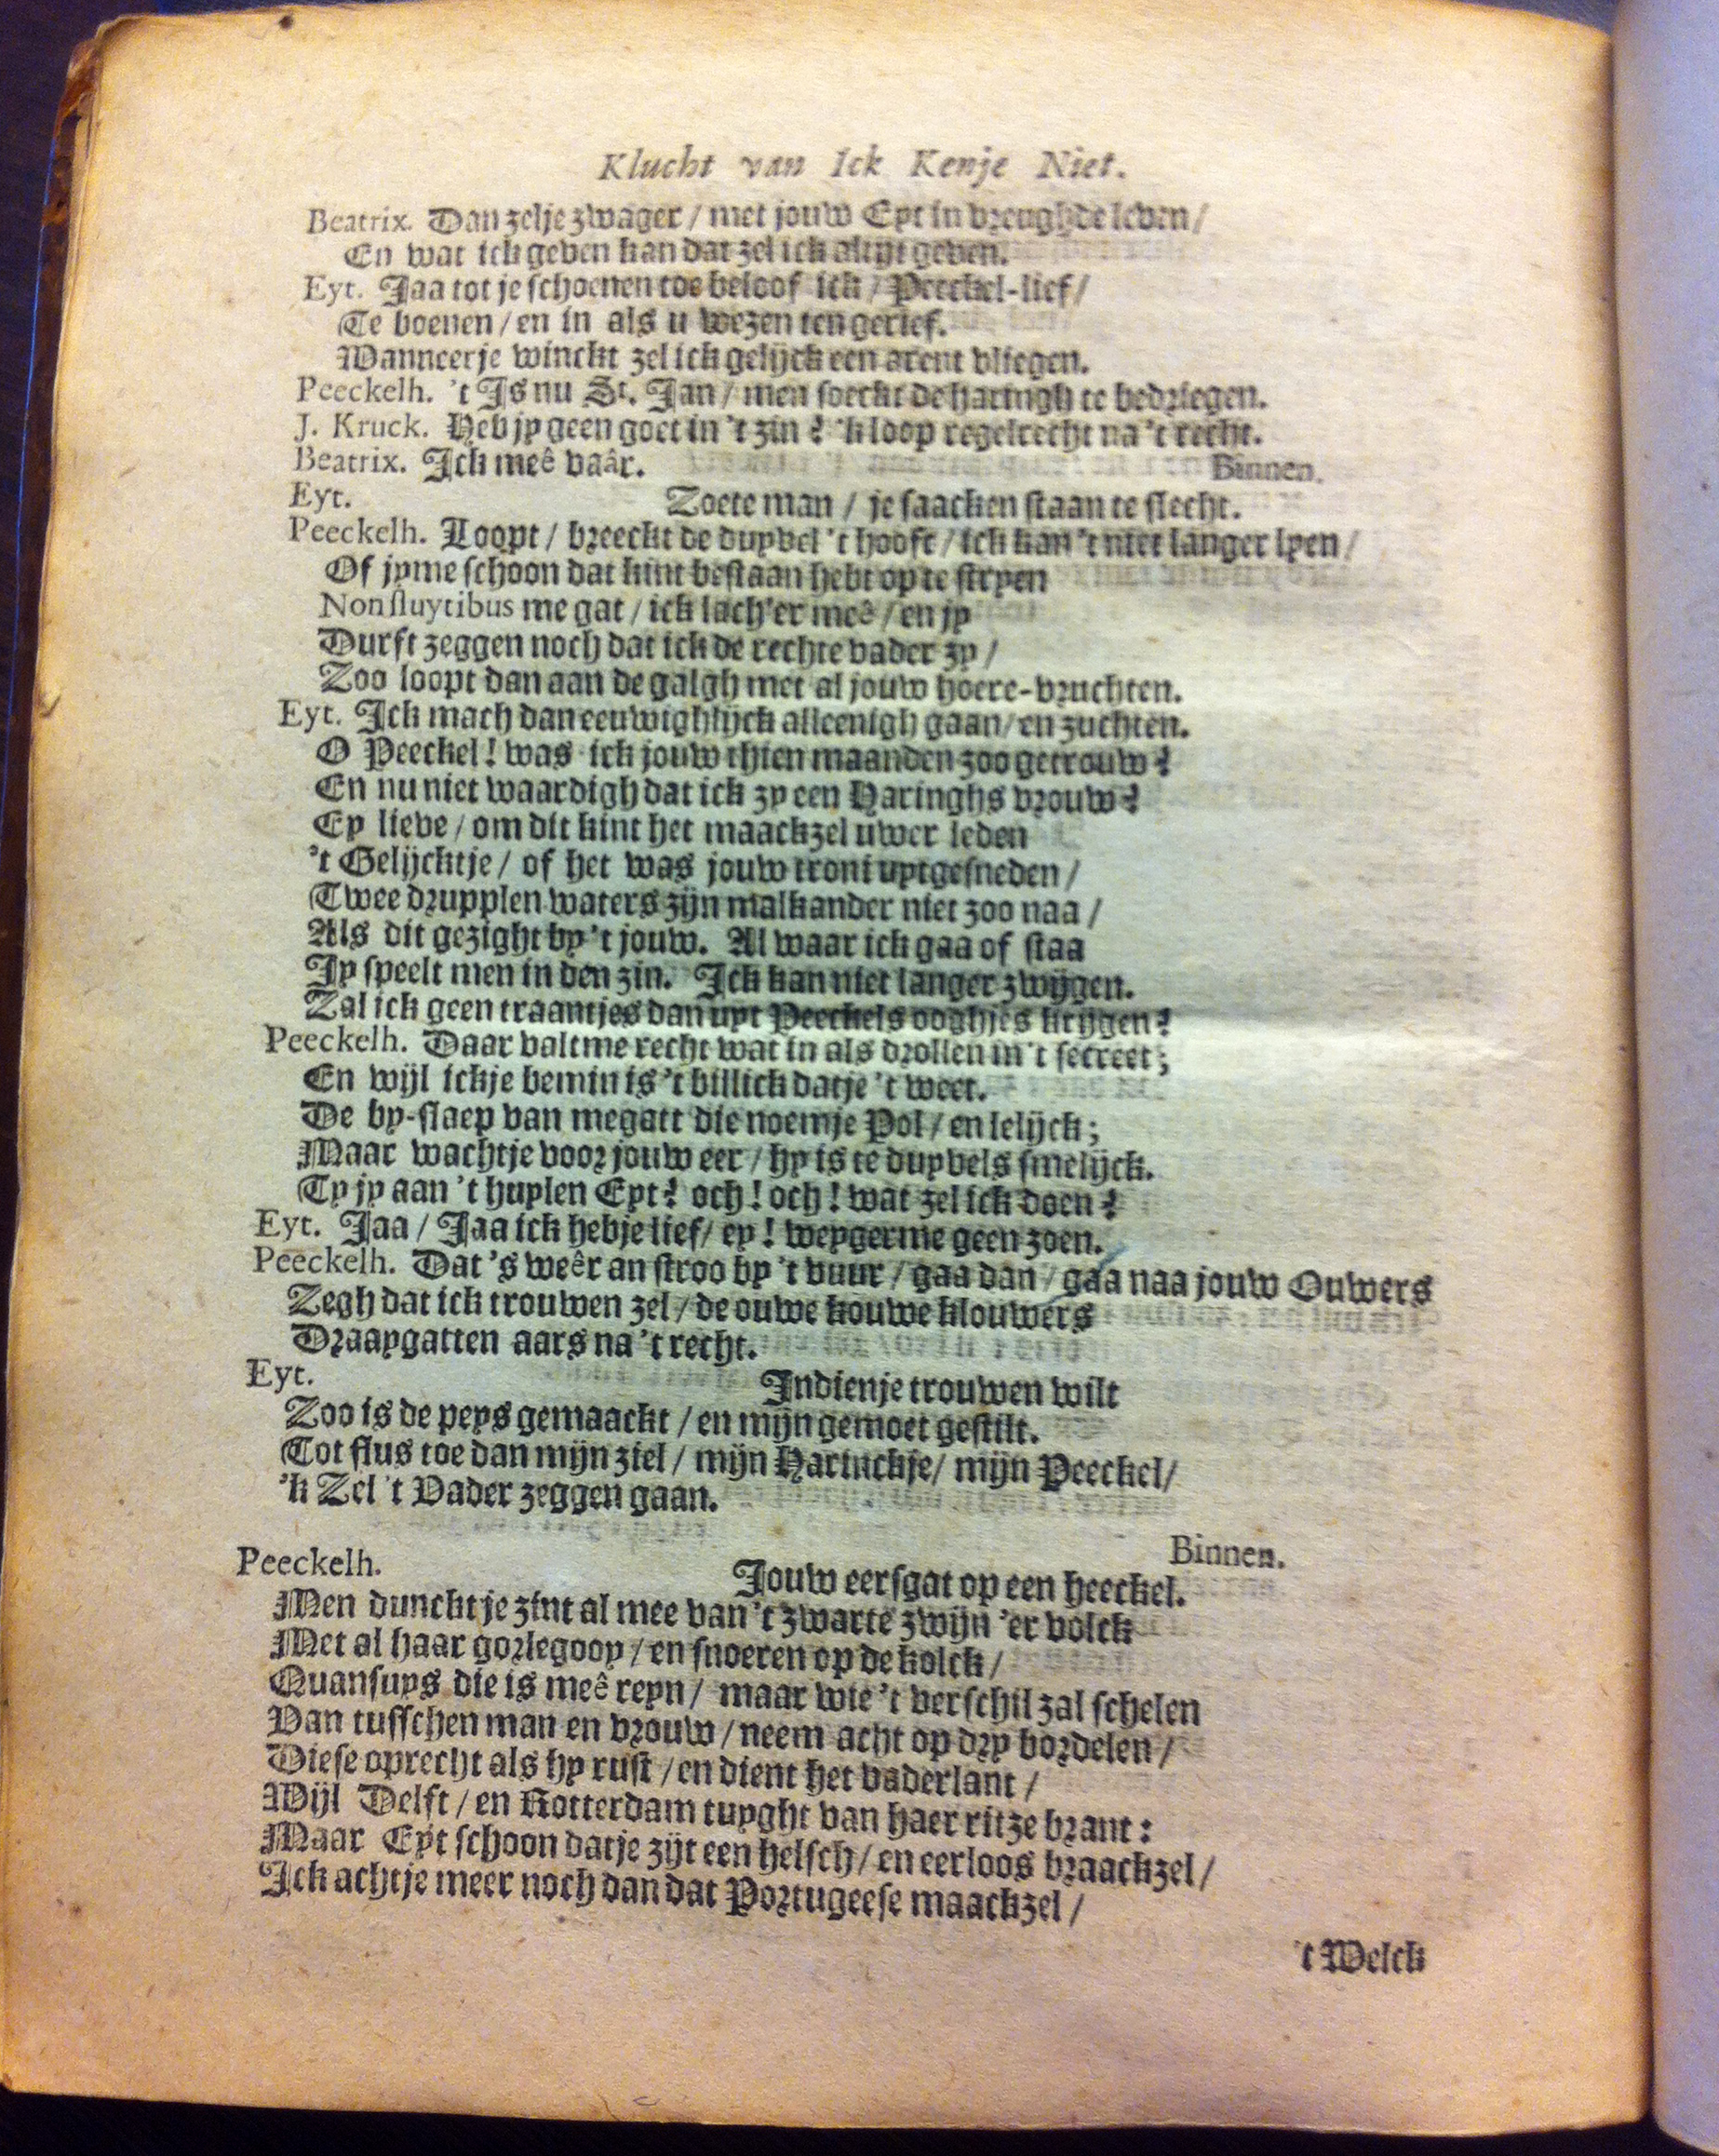 Klucht van Ick Kenje Niet.
Beatrix. Dan zelje zwager / met jouw Eyt in vreughde leven /
En wat ick geven kan dat zel ick altijt geven.
Eyt. Jaa tot je schoenen toe beloof ick / Peeckel-lief /
Te boenen / en in als u wezen ten gerief.
Wanneerje winckt zel ick gelijck een arent vliegen.
Peeckelh. 't Is nu St. Jan / men soeckt de haringh te bedriegen.
J. Kruck. Heb jy geen goet in 't zin? 'k loop regelrecht na 't recht.
Beatrix. Ick meê vaâr. Binnen.
Eyt. Zoete man / je saacken staan te slecht.
Peeckelh. Loopt / breeckt de duyvel 't hooft / ick kan 't niet langer lyen /
Of jy me schoon dat kint bestaan hebt op te stryen
Non sluytibus me gat / ick lach'er meê / en jy
Durft zeggen noch dat ick de rechte vader zy /
Zoo loopt dan aan de galgh met al jouw hoere-vruchten.
Eyt. Ick mach dan eeuwighlijck alleenigh gaan / en zuchten.
O Peeckel! was ick jouw thien maanden zoo getrouw?
En nu niet waardigh dat ick zy een Haringhs vrouw?
Ey lieve / om dit kint het maackzel uwer leden
't Gelijcktje / of het was jouw troni uytgesneden /
Twee drupplen waters zijn malkander niet zoo naa /
Als dit gezight by 't jouw. Al waar ick gaa of staa
Jy speelt men in den zin. Ick kan niet langer zwijgen.
Zal ick geen traantjes dan uyt Peeckels ooghjes krijgen?
Peeckelh. Daar valt me recht wat in als drollen in 't secreet;
En wijl ickje bemin is 't billick datje 't weet.
De by-slaep van megatt die noemje Pol / en lelijck;
Maar wachtje voor jouw eer / hy is te duyvels smelijck.
Ty jy aan 't huylen Eyt? och! och! wat zel ick doen?
Eyt. Jaa / Jaa ick hebje lief / ey! weyger me geen zoen.
Peeckelh. Dat 's weêr an stroo by 't vuur / gaa dan / gaa naa jouw Ouwers
Zegh dat ick trouwen zel / de ouwe kouwe klouwers
Draaygatten aars na 't recht.
Eyt. Indienje trouwen wilt
Zoo is de peys gemaackt / en mijn gemoet gestilt.
Tot flus toe dan mijn ziel / mijn Harinckje / mijn Peeckel /
'k Zel 't Vader zeggen gaan.
Binnen.
Peeckelh. Jouw eersgat op een heeckel.
Men dunckt je zint al mee van 't zwarte zwijn 'er volck
Met al haar gorlegooy / en snoeren op de kolck /
Quansuys die is meê reyn / maar wie 't verschil zal schelen
Van tusschen man en vrouw / neem acht op dry bordelen /
Diese oprecht als hy rust / en dient het vaderlant /
Wijl Delft / en Rotterdam tuyght van haer ritze brant:
Maar Eyt schoon datje zijt een helsch / en eerloos braackzel /
Ick achtje meer noch dan dat Portugeese maackzel /
't Welck